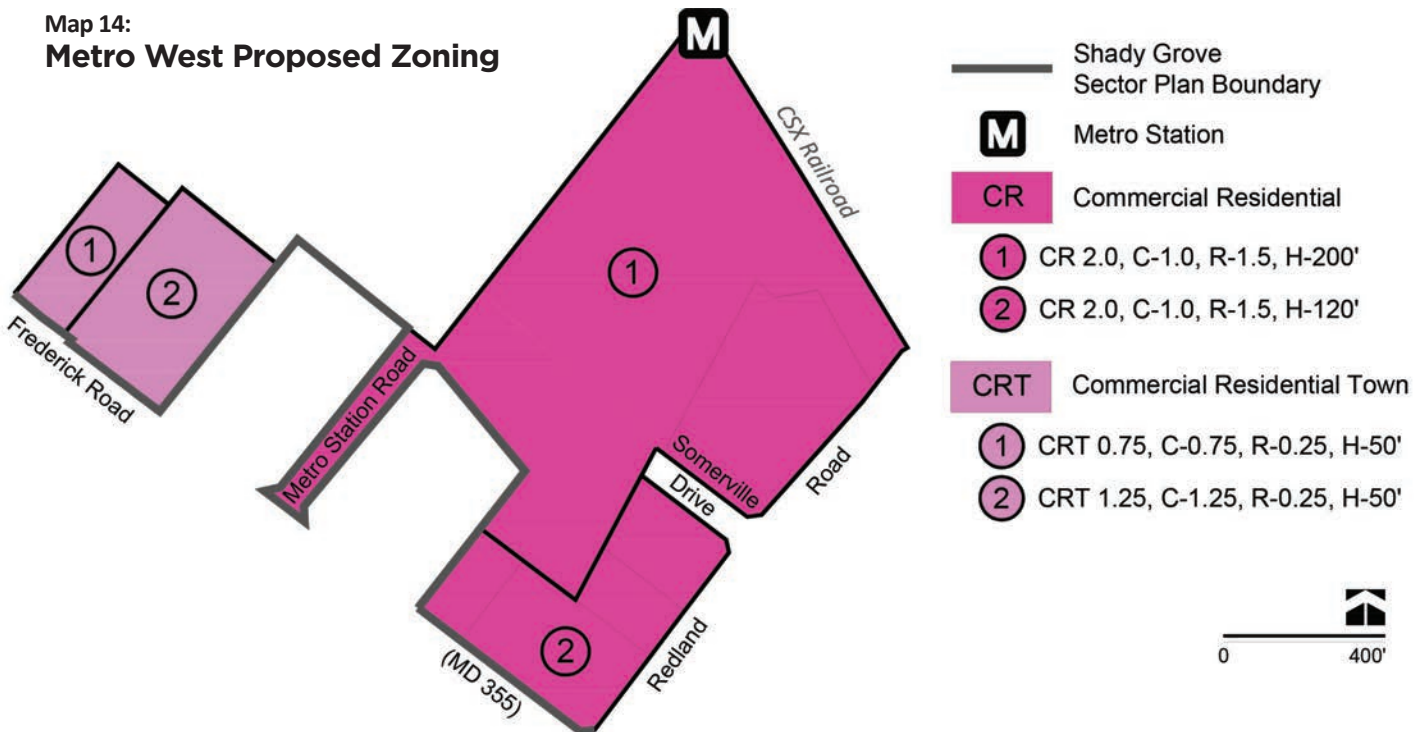 Map 14:
Metro West Proposed Zoning
M
CSX Railroad
1
2
1
Frederick Road
Metro Station Road
Somerville
Drive
Road
2
Redland
(MD 355)
Shady Grove
Sector Plan Boundary
M Metro Station
CR Commercial Residential
1 CR 2.0, C-1.0, R-1.5, H-200'
2 CR 2.0, C-1.0, R-1.5, H-120'
CRT Commercial Residential Town
1 CRT 0.75, C-0.75, R-0.25, H-50'
2 CRT 1.25, C-1.25, R-0.25, H-50'
0 400'